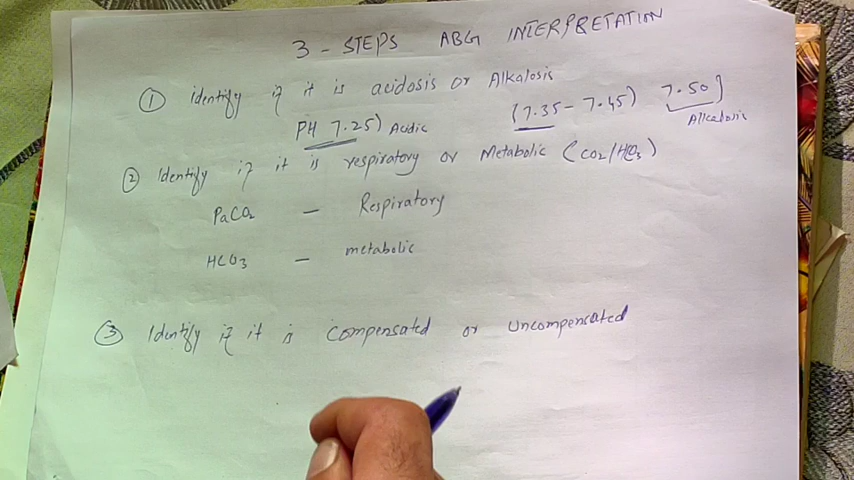 3 - STEPS ABG INTERPRETATION
① Identify if it is acidosis or Alkalosis
PH 7.25) Acidic (7.35 - 7.45) 7.50]
Alkalosis
② Identify if it is respiratory or Metabolic (CO2/HCO3)
PaCO2 — Respiratory
HCO3 — metabolic
③ Identify if it is compensated or uncompensated